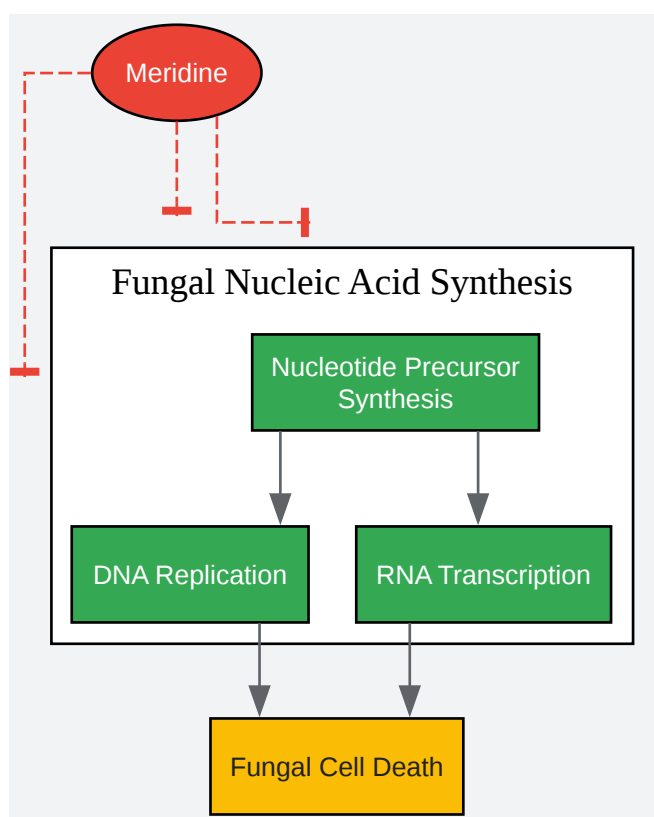 Meridine
Fungal Nucleic Acid Synthesis
Nucleotide Precursor
Synthesis
DNA Replication
RNA Transcription
Fungal Cell Death